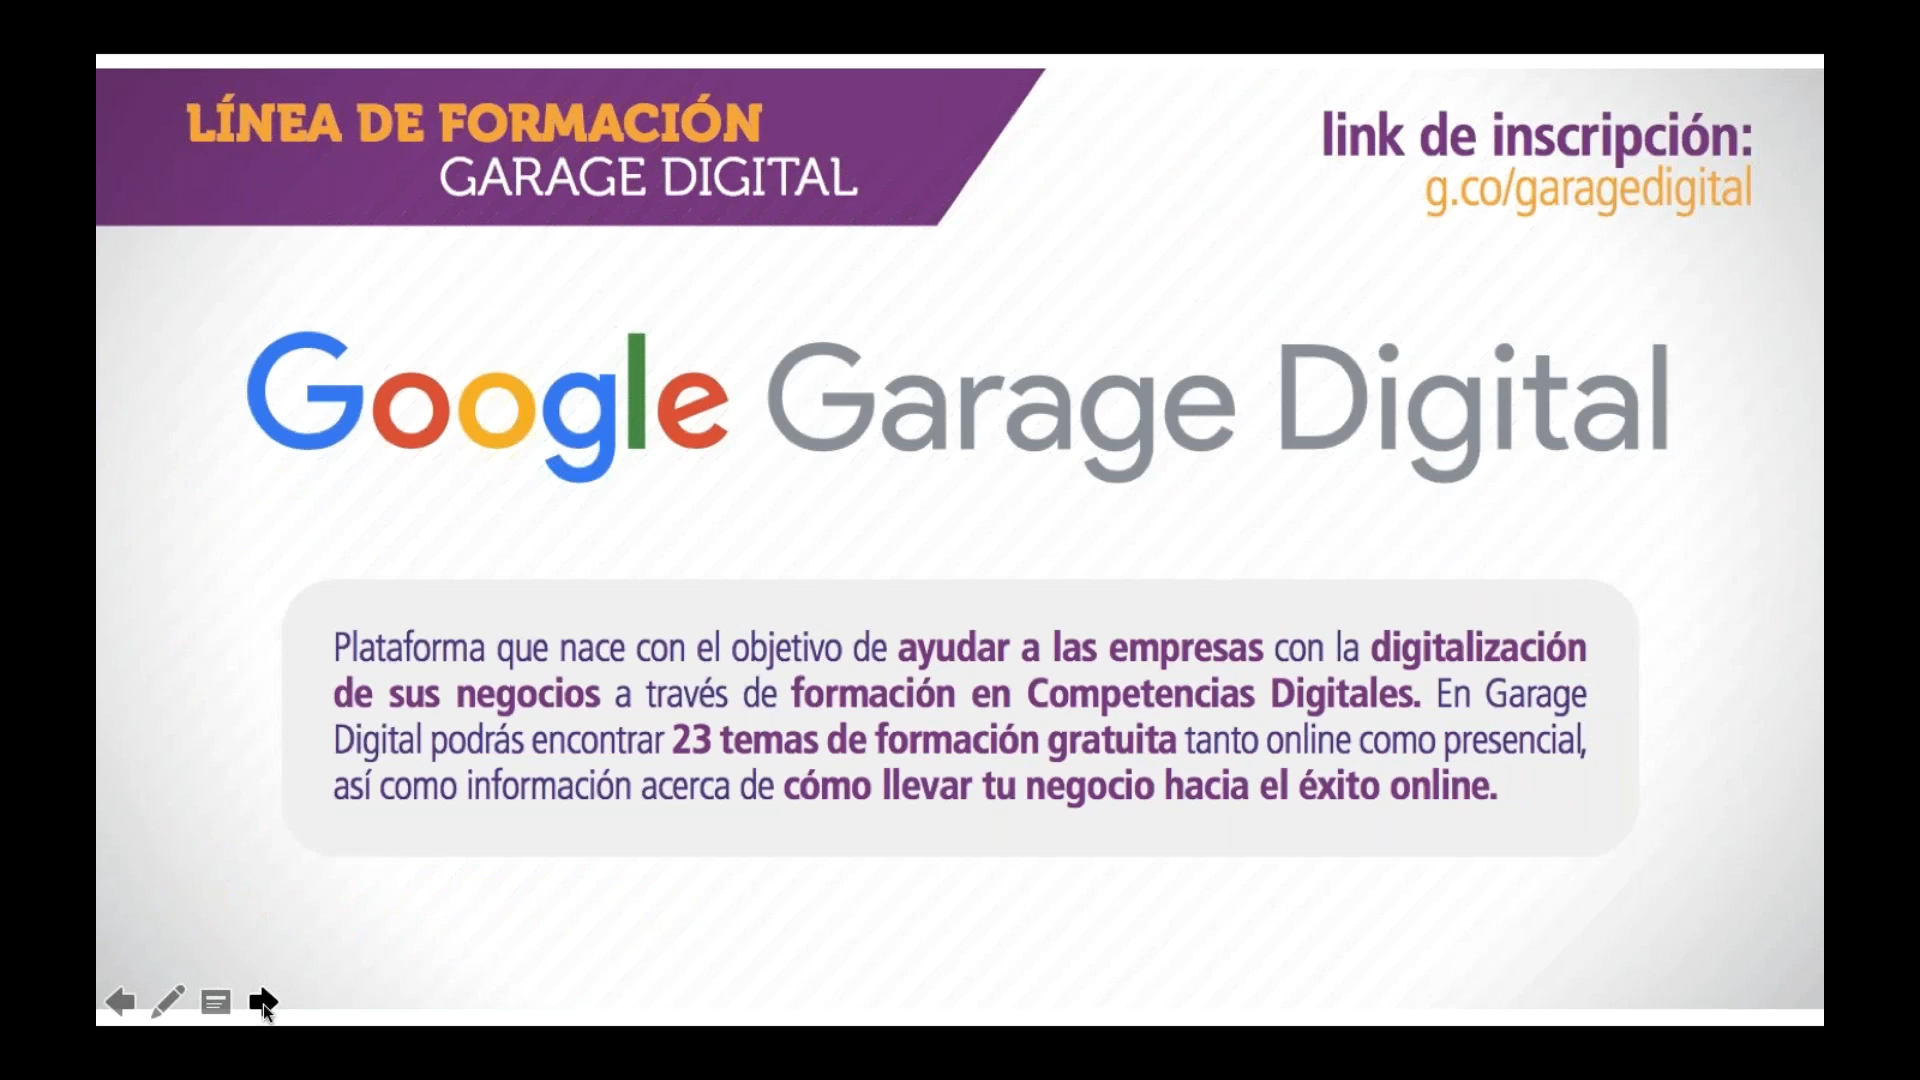 LÍNEA DE FORMACIÓN
GARAGE DIGITAL
link de inscripción:
g.co/garagedigital
Google Garage Digital
Plataforma que nace con el objetivo de ayudar a las empresas con la digitalización
de sus negocios a través de formación en Competencias Digitales. En Garage
Digital podrás encontrar 23 temas de formación gratuita tanto online como presencial,
así como información acerca de cómo llevar tu negocio hacia el éxito online.